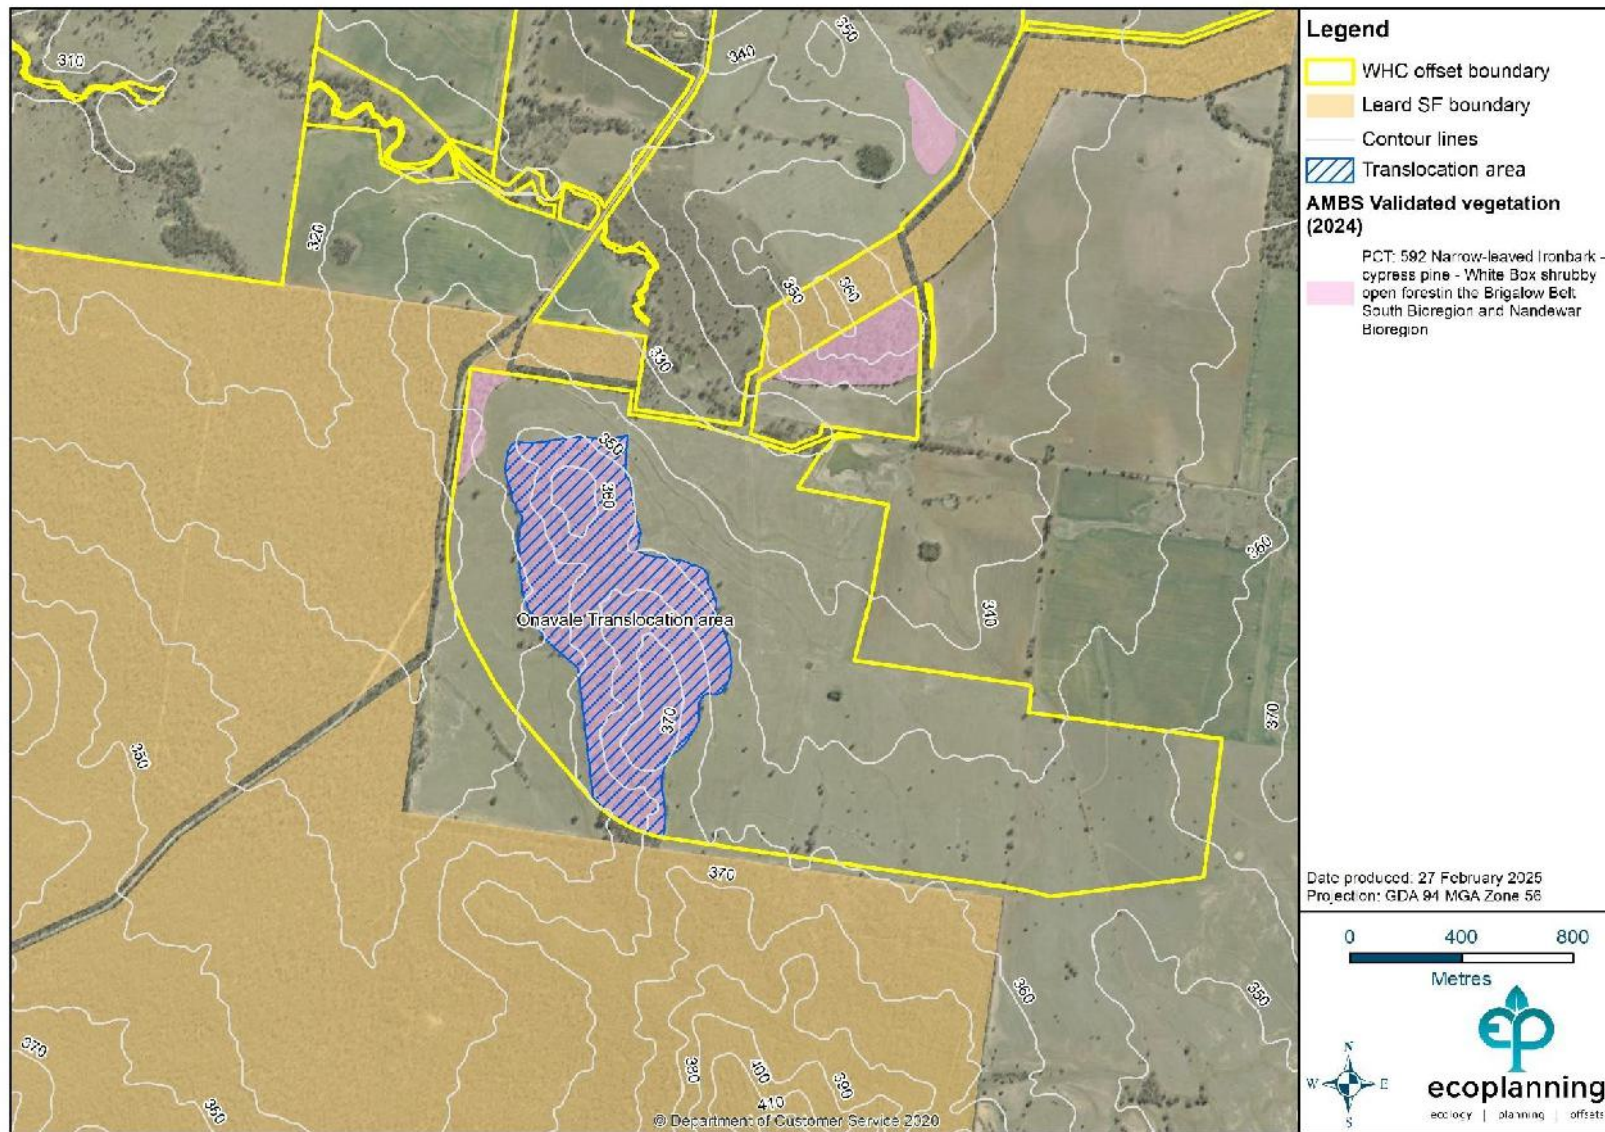 310
340
350
320
350
360
330
350
360
Onavale Translocation area
340
360
370
370
350
370
360
350
370
360
380
400
390
410
© Department of Customer Service 2020
Legend
WHC offset boundary
Leard SF boundary
Contour lines
Translocation area
AMBS Validated vegetation
(2024)
PCT: 592 Narrow-leaved Ironbark -
cypress pine - White Box shrubby
open forestin the Brigalow Belt
South Bioregion and Nandewar
Bioregion
Date produced: 27 February 2025
Projection: GDA 94 MGA Zone 56
0 400 800
Metres
N
W E
S
ep
ecoplanning
ecology | planning | offsets